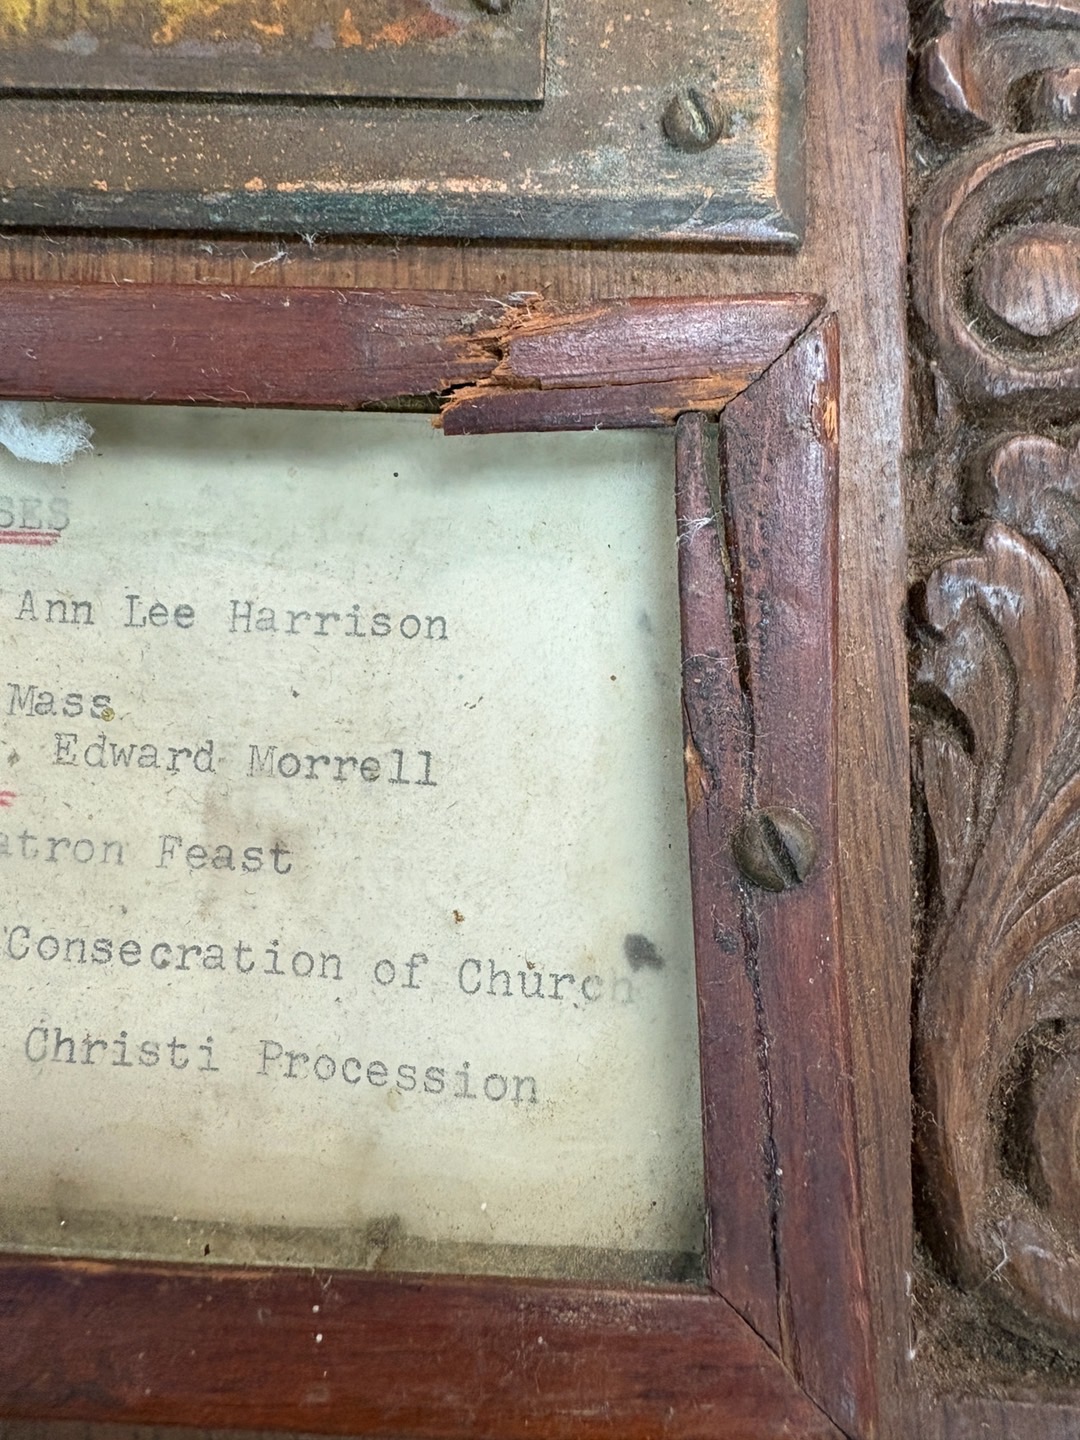 SES
Ann Lee Harrison
Mass
. Edward Morrell
atron Feast
Consecration of Church
Christi Procession